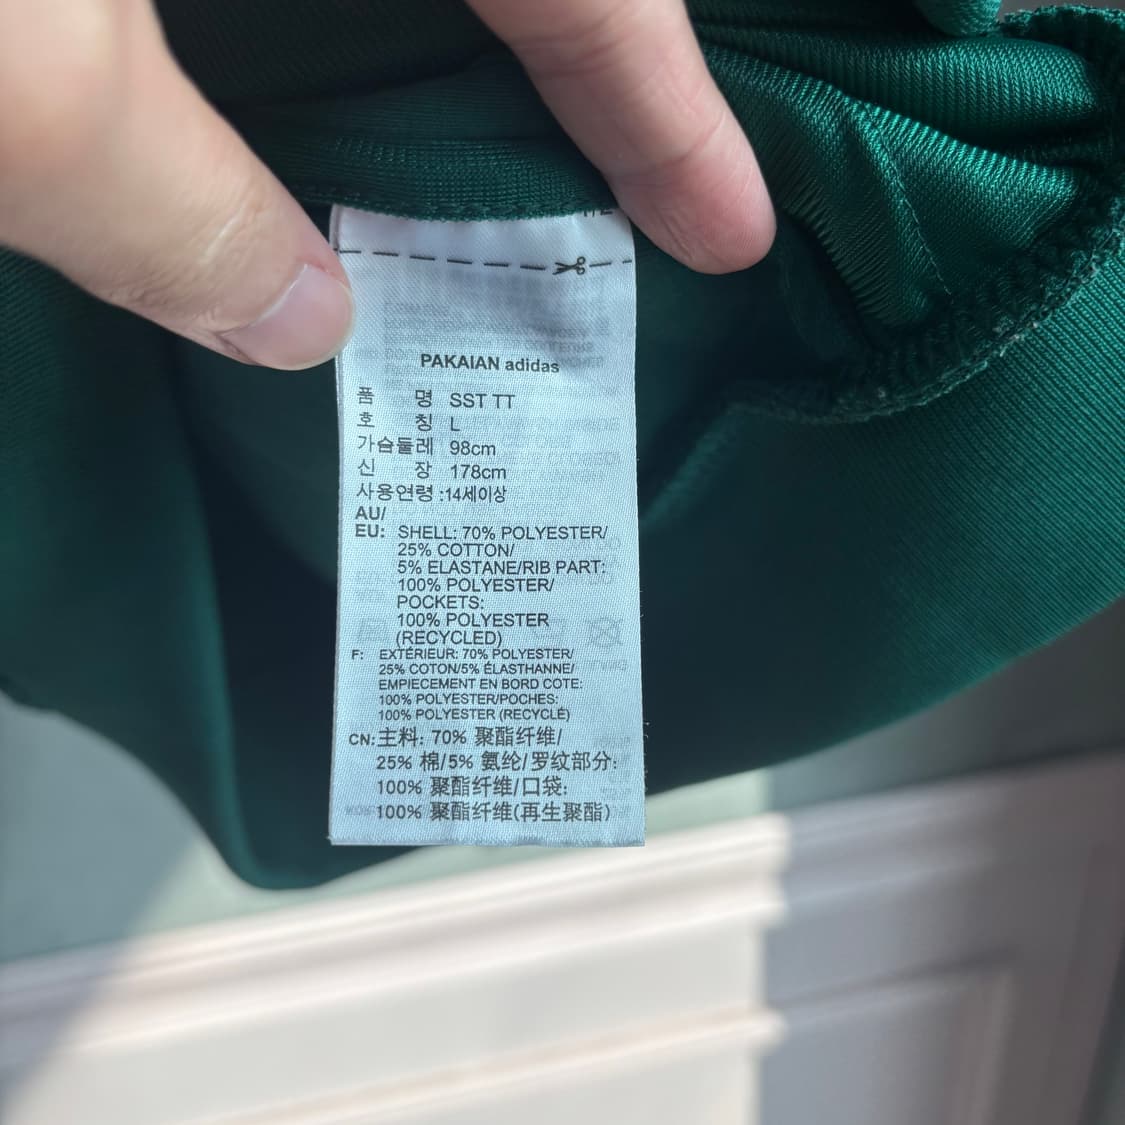 PAKAIAN adidas
품 명 SST TT
호 칭 L
가슴둘레 98cm
신 장 178cm
사용연령 :14세이상
AU/
EU: SHELL: 70% POLYESTER/
25% COTTON/
5% ELASTANE/RIB PART:
100% POLYESTER/
POCKETS:
100% POLYESTER
(RECYCLED)
F: EXTÉRIEUR: 70% POLYESTER/
25% COTON/5% ÉLASTHANNE/
EMPIECEMENT EN BORD COTE:
100% POLYESTER/POCHES:
100% POLYESTER (RECYCLÉ)
CN: 主料: 70% 聚酯纤维/
25% 棉/5% 氨纶/罗纹部分:
100% 聚酯纤维/口袋:
100% 聚酯纤维(再生聚酯)